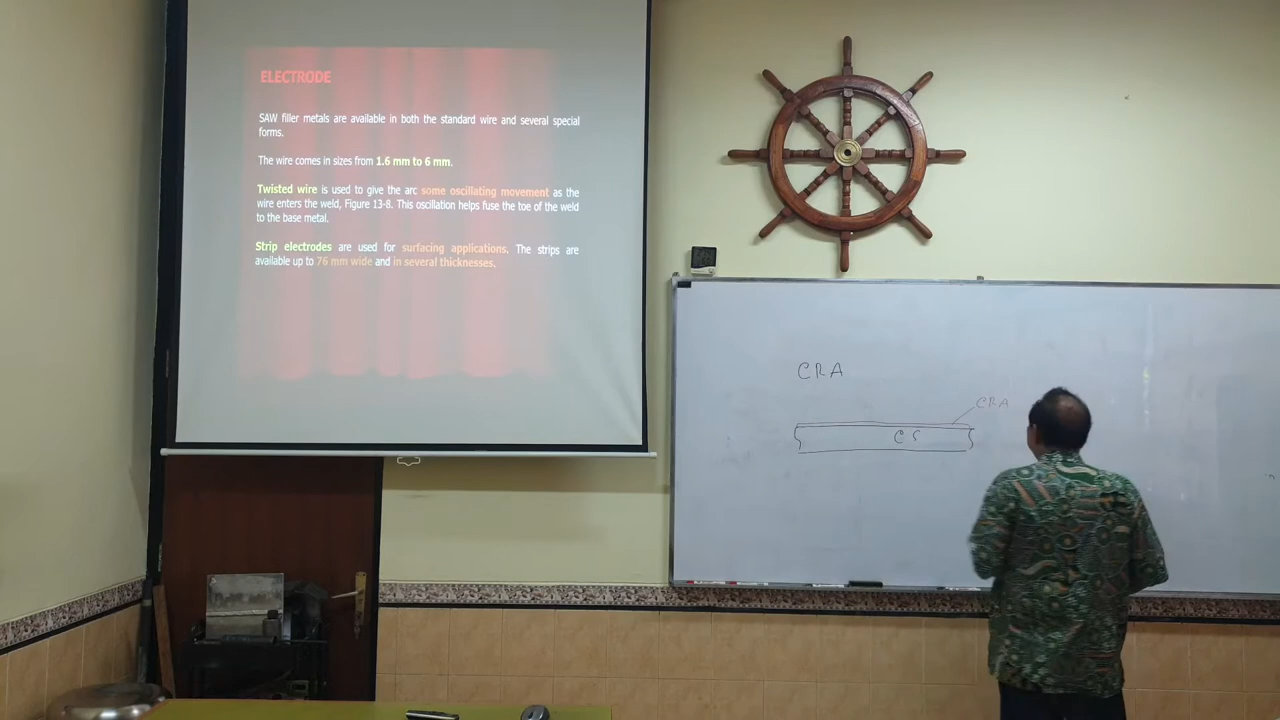 ELECTRODE
SAW filler metals are available in both the standard wire and several special
forms.
The wire comes in sizes from 1.6 mm to 6 mm.
Twisted wire is used to give the arc some oscillating movement as the
wire enters the weld, Figure 13-8. This oscillation helps fuse the toe of the weld
to the base metal.
Strip electrodes are used for surfacing applications. The strips are
available up to 76 mm wide and in several thicknesses.
CRA
CRA
CS